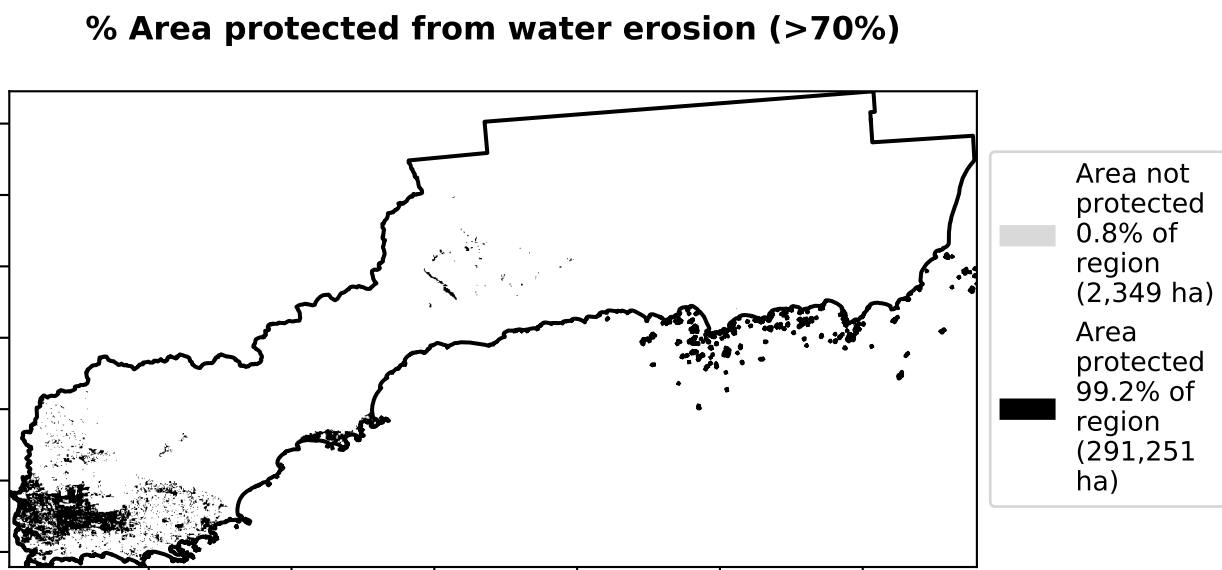 % Area protected from water erosion (>70%)
Area not
protected
0.8% of
region
(2,349 ha)
Area
protected
99.2% of
region
(291,251
ha)